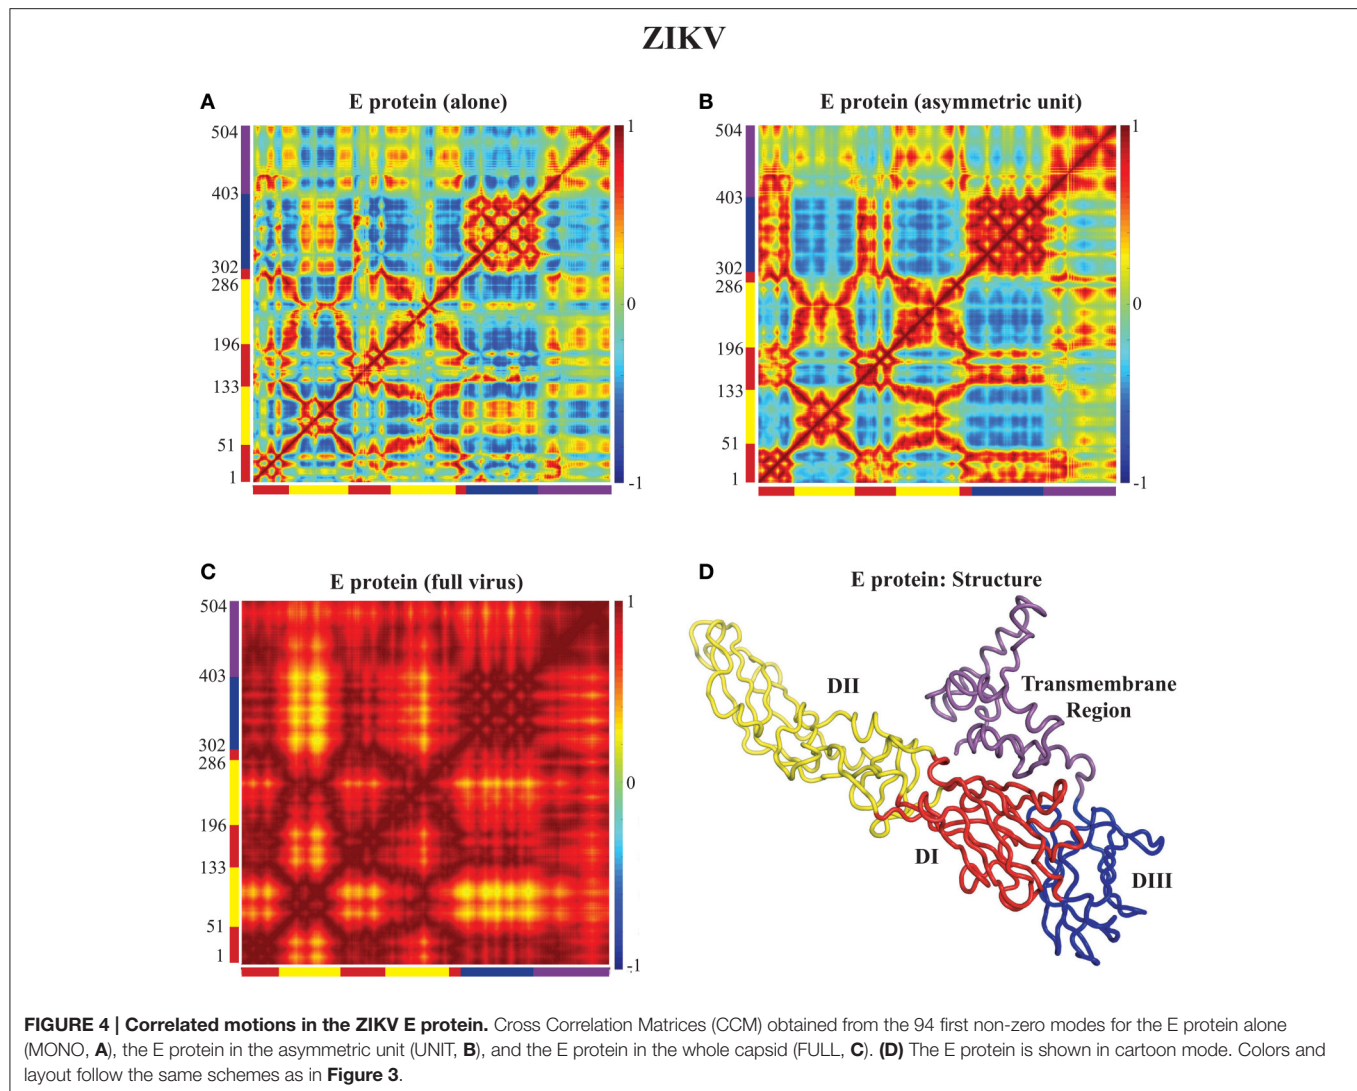 ZIKV
A
E protein (alone)
504
403
302
286
196
133
51
1
1
0
-1
B
E protein (asymmetric unit)
504
403
302
286
196
133
51
1
1
0
-1
C
E protein (full virus)
504
403
302
286
196
133
51
1
1
0
-1
D
E protein: Structure
DII
Transmembrane
Region
DI
DIII
FIGURE 4 | Correlated motions in the ZIKV E protein. Cross Correlation Matrices (CCM) obtained from the 94 first non-zero modes for the E protein alone
(MONO, A), the E protein in the asymmetric unit (UNIT, B), and the E protein in the whole capsid (FULL, C). (D) The E protein is shown in cartoon mode. Colors and
layout follow the same schemes as in Figure 3.